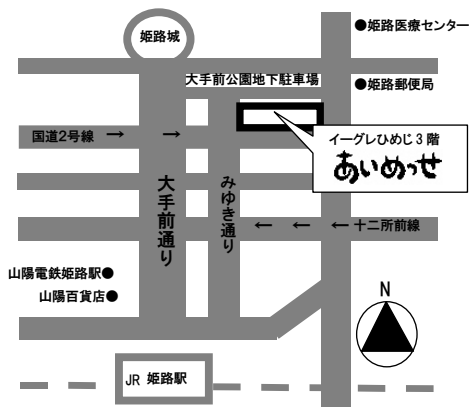 姫路城
●姫路医療センター
大手前公園地下駐車場
●姫路郵便局
国道2号線 → →
イーグレひめじ3階
あいめっせ
大手前通り
みゆき通り
← ← ←十二所前線
山陽電鉄姫路駅●
山陽百貨店●
N
JR 姫路駅